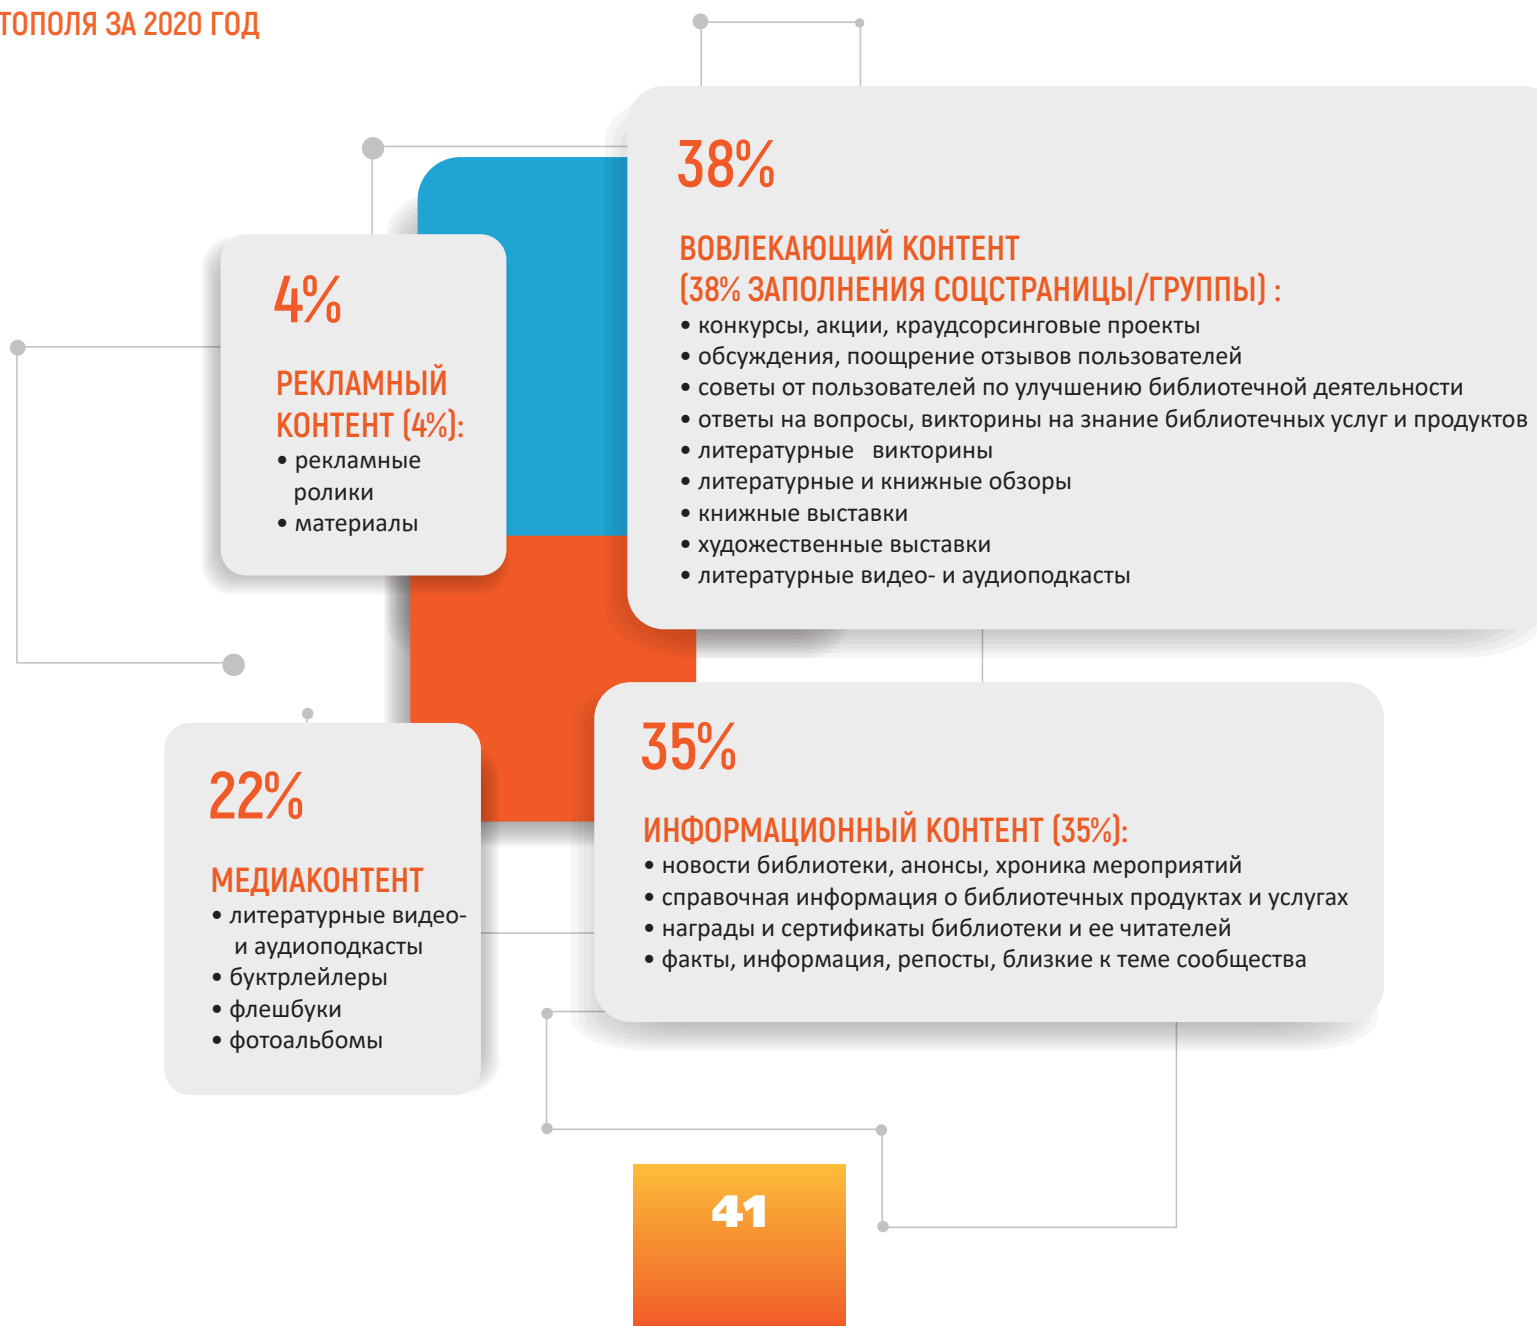 ТОПОЛЯ ЗА 2020 ГОД
38%
ВОВЛЕКАЮЩИЙ КОНТЕНТ
(38% ЗАПОЛНЕНИЯ СОЦСТРАНИЦЫ/ГРУППЫ) :
• конкурсы, акции, краудсорсинговые проекты
• обсуждения, поощрение отзывов пользователей
• советы от пользователей по улучшению библиотечной деятельности
• ответы на вопросы, викторины на знание библиотечных услуг и продуктов
• литературные викторины
• литературные и книжные обзоры
• книжные выставки
• художественные выставки
• литературные видео- и аудиоподкасты
4%
РЕКЛАМНЫЙ
КОНТЕНТ (4%):
• рекламные
ролики
• материалы
22%
МЕДИАКОНТЕНТ
• литературные видео-
и аудиоподкасты
• буктрлейлеры
• флешбуки
• фотоальбомы
35%
ИНФОРМАЦИОННЫЙ КОНТЕНТ (35%):
• новости библиотеки, анонсы, хроника мероприятий
• справочная информация о библиотечных продуктах и услугах
• награды и сертификаты библиотеки и ее читателей
• факты, информация, репосты, близкие к теме сообщества
41